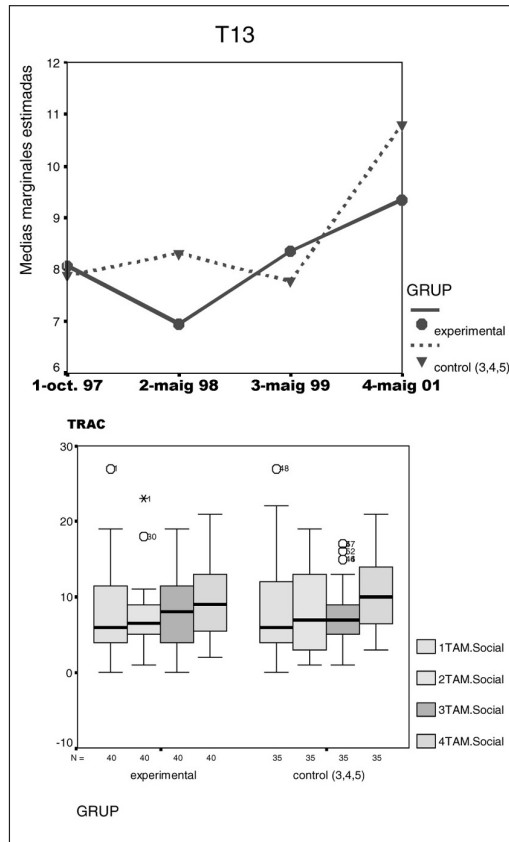 T13
Medias marginales estimadas
12
11
10
9
8
7
6
1-oct. 97 2-maig 98 3-maig 99 4-maig 01
GRUP
experimental
control (3,4,5)
TRAC
30
20
10
0
-10
1
30
48
52
N = 40 40 40 40 35 35 35 35
experimental control (3,4,5)
GRUP
1TAM.Social
2TAM.Social
3TAM.Social
4TAM.Social